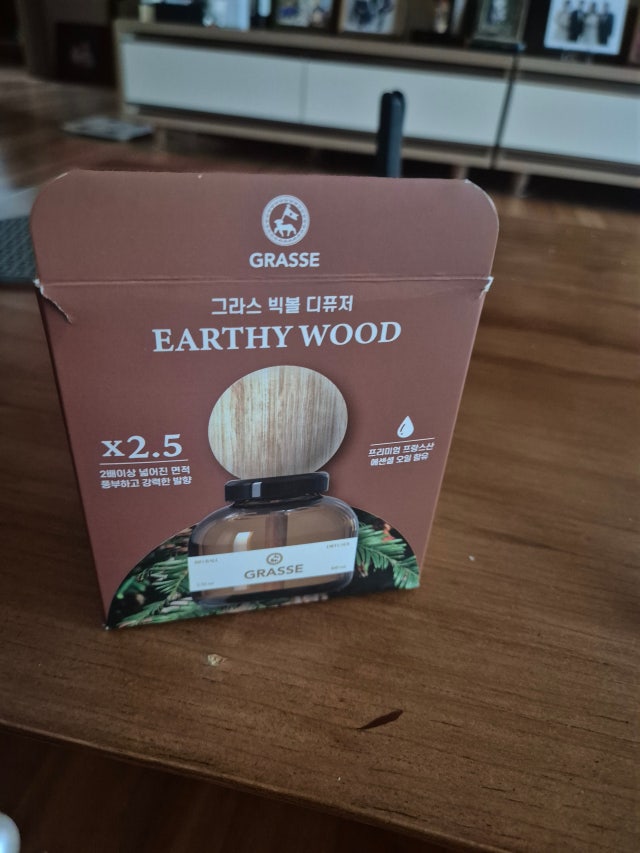 GRASSE
그라스 빅볼 디퓨저
EARTHY WOOD
x2.5
2배이상 넓어진 면적
풍부하고 강력한 발향
프리미엄 프랑스산
에센셜 오일 함유
GRASSE